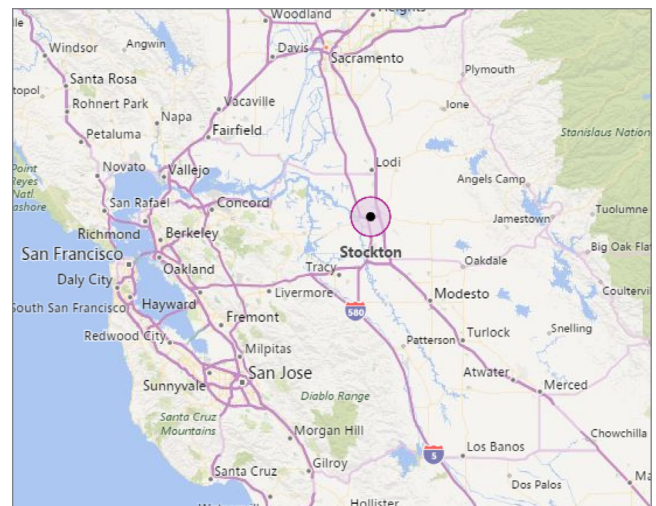 Woodland
Heights
ille
Windsor
Angwin
Davis
Sacramento
Plymouth
Santa Rosa
topol
Rohnert Park
Napa
Vacaville
Ione
Petaluma
Fairfield
Stanislaus Nation
Novato
Vallejo
Lodi
Point
Reyes
Natl.
ashore
Angels Camp
San Rafael
Concord
Jamestown
Tuolumne
Richmond
Berkeley
San Francisco
Stockton
Big Oak Fla
Daly City
Oakland
Tracy
Oakdale
South San Francisco
Hayward
Livermore
Modesto
Coultervi
580
Redwood City
Fremont
Snelling
Turlock
Milpitas
Patterson
Sunnyvale
San Jose
Atwater
Merced
Diablo Range
Santa Cruz
Mountains
Morgan Hill
Chowchilla
5
Los Banos
Santa Cruz
Gilroy
Ma
Dos Palos
Hollister